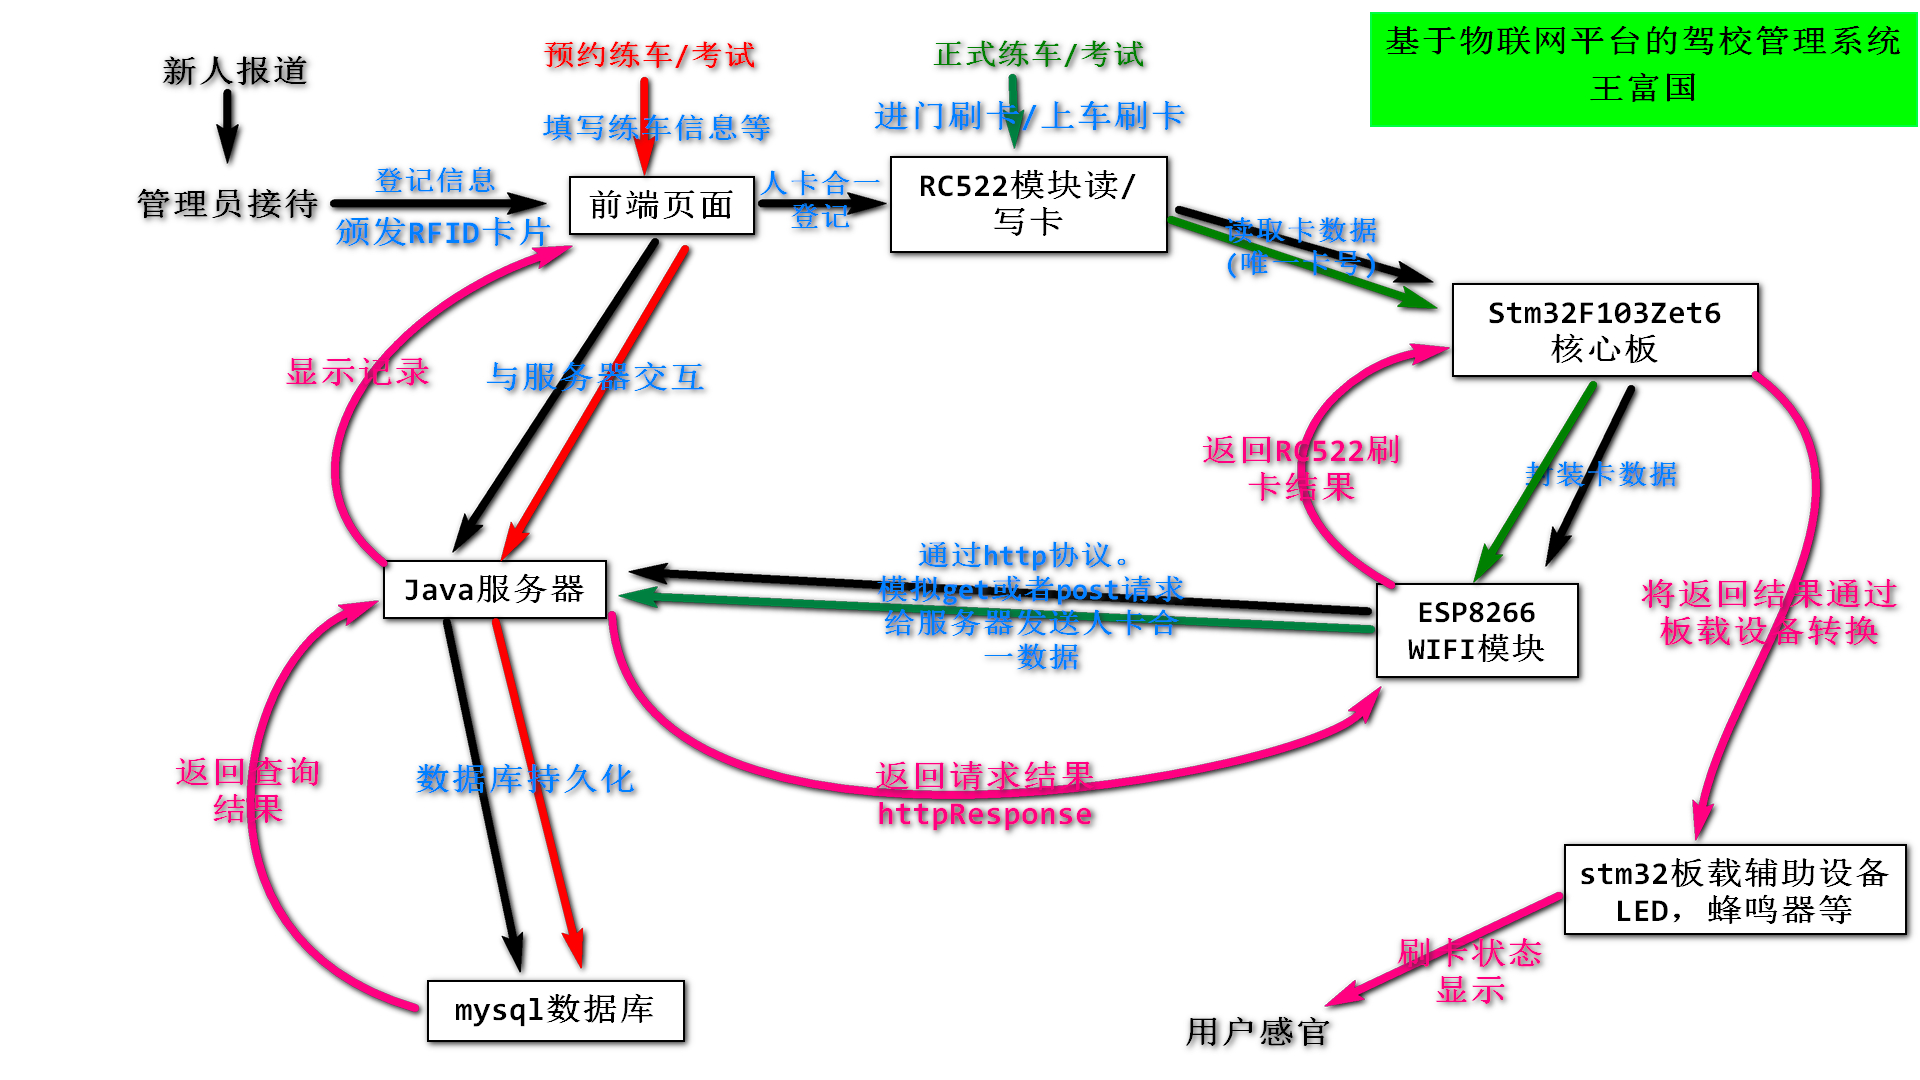 基于物联网平台的驾校管理系统
王富国
新人报道
预约练车/考试
正式练车/考试
填写练车信息等
进门刷卡/上车刷卡
管理员接待
登记信息
颁发RFID卡片
前端页面
人卡合一
登记
RC522模块读/
写卡
读取卡数据
(唯一卡号)
Stm32F103Zet6
核心板
显示记录
与服务器交互
返回RC522刷
卡结果
封装卡数据
通过http协议。
模拟get或者post请求
给服务器发送人卡合
一数据
Java服务器
ESP8266
WIFI模块
将返回结果通过
板载设备转换
返回查询
结果
数据库持久化
返回请求结果
httpResponse
stm32板载辅助设备
LED，蜂鸣器等
刷卡状态
显示
mysql数据库
用户感官